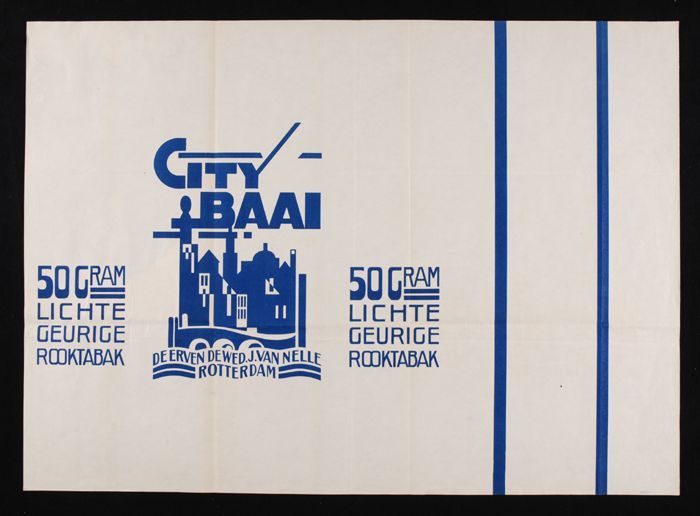 CITY
BAAI
50 GRAM
LICHTE
GEURIGE
ROOKTABAK
DE ERVEN DE WED. J. VAN NELLE
ROTTERDAM
50 GRAM
LICHTE
GEURIGE
ROOKTABAK